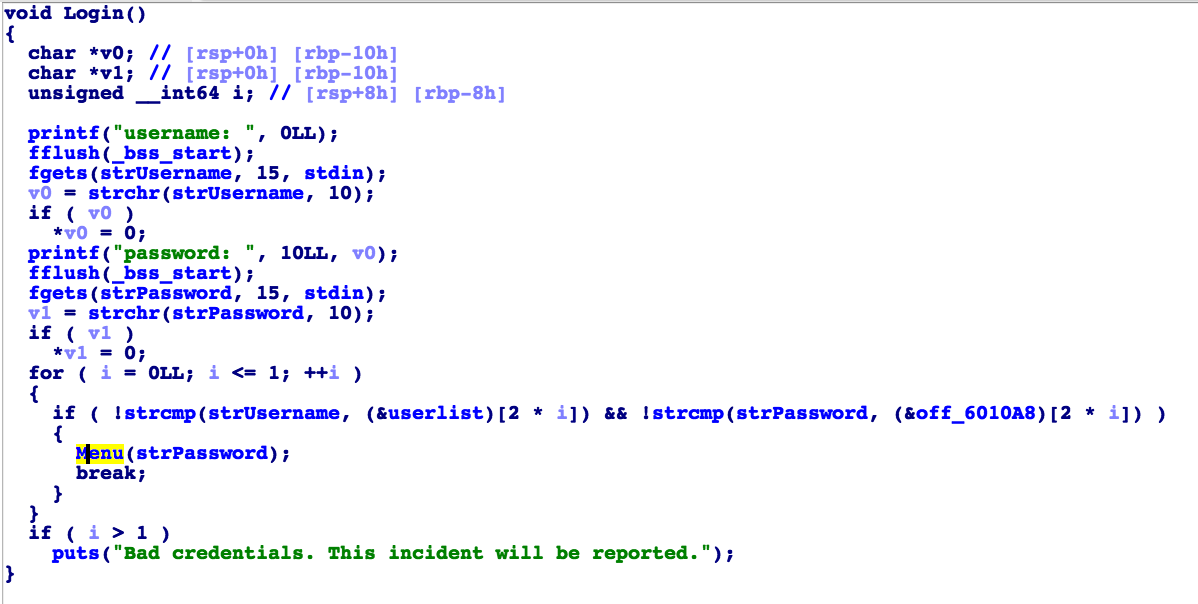 void Login()
{
  char *v0; // [rsp+0h] [rbp-10h]
  char *v1; // [rsp+0h] [rbp-10h]
  unsigned __int64 i; // [rsp+8h] [rbp-8h]

  printf("username: ", 0LL);
  fflush(_bss_start);
  fgets(strUsername, 15, stdin);
  v0 = strchr(strUsername, 10);
  if ( v0 )
    *v0 = 0;
  printf("password: ", 10LL, v0);
  fflush(_bss_start);
  fgets(strPassword, 15, stdin);
  v1 = strchr(strPassword, 10);
  if ( v1 )
    *v1 = 0;
  for ( i = 0LL; i <= 1; ++i )
  {
    if ( !strcmp(strUsername, (&userlist)[2 * i]) && !strcmp(strPassword, (&off_6010A8)[2 * i]) )
    {
      Menu(strPassword);
      break;
    }
  }
  if ( i > 1 )
    puts("Bad credentials. This incident will be reported.");
}